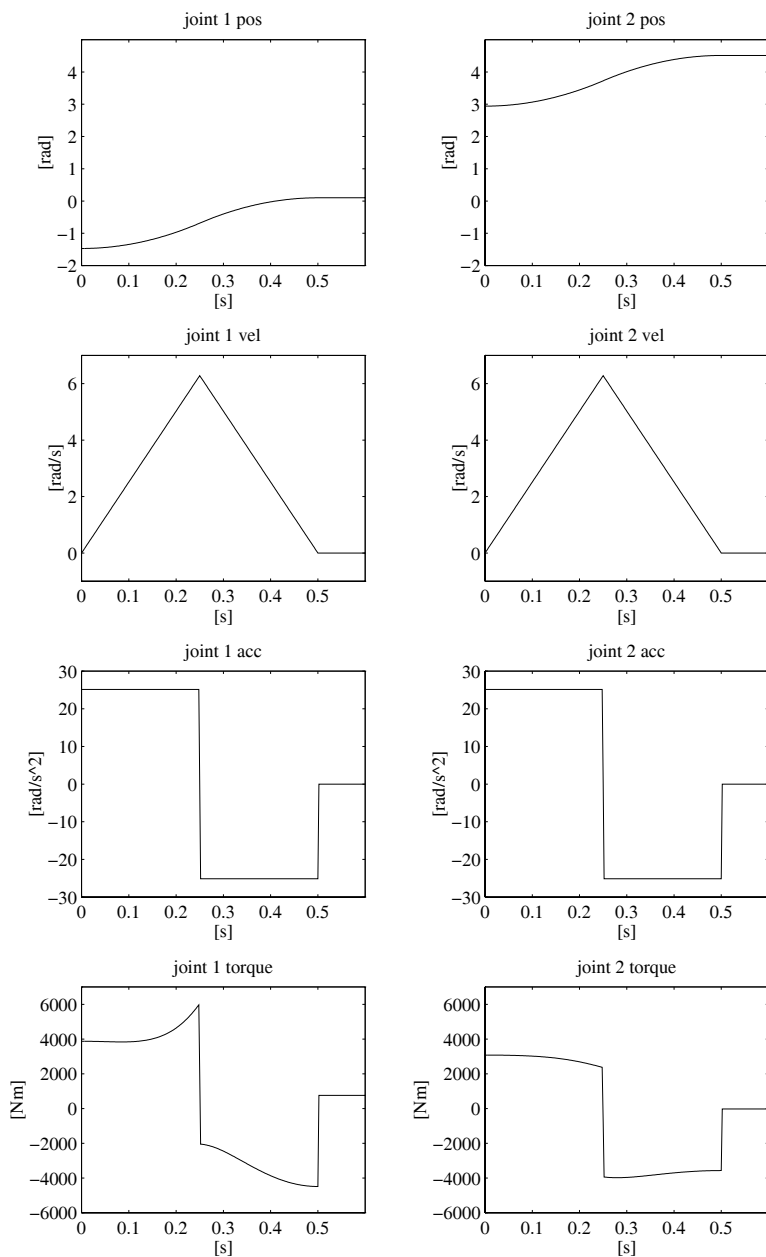 joint 1 pos
joint 2 pos
4
3
2
1
0
−1
−2
[rad]
0 0.1 0.2 0.3 0.4 0.5
[s]
4
3
2
1
0
−1
−2
[rad]
0 0.1 0.2 0.3 0.4 0.5
[s]
joint 1 vel
joint 2 vel
6
4
2
0
[rad/s]
0 0.1 0.2 0.3 0.4 0.5
[s]
6
4
2
0
[rad/s]
0 0.1 0.2 0.3 0.4 0.5
[s]
joint 1 acc
joint 2 acc
30
20
10
0
−10
−20
−30
[rad/s^2]
0 0.1 0.2 0.3 0.4 0.5
[s]
30
20
10
0
−10
−20
−30
[rad/s^2]
0 0.1 0.2 0.3 0.4 0.5
[s]
joint 1 torque
joint 2 torque
6000
4000
2000
0
−2000
−4000
−6000
[Nm]
0 0.1 0.2 0.3 0.4 0.5
[s]
6000
4000
2000
0
−2000
−4000
−6000
[Nm]
0 0.1 0.2 0.3 0.4 0.5
[s]